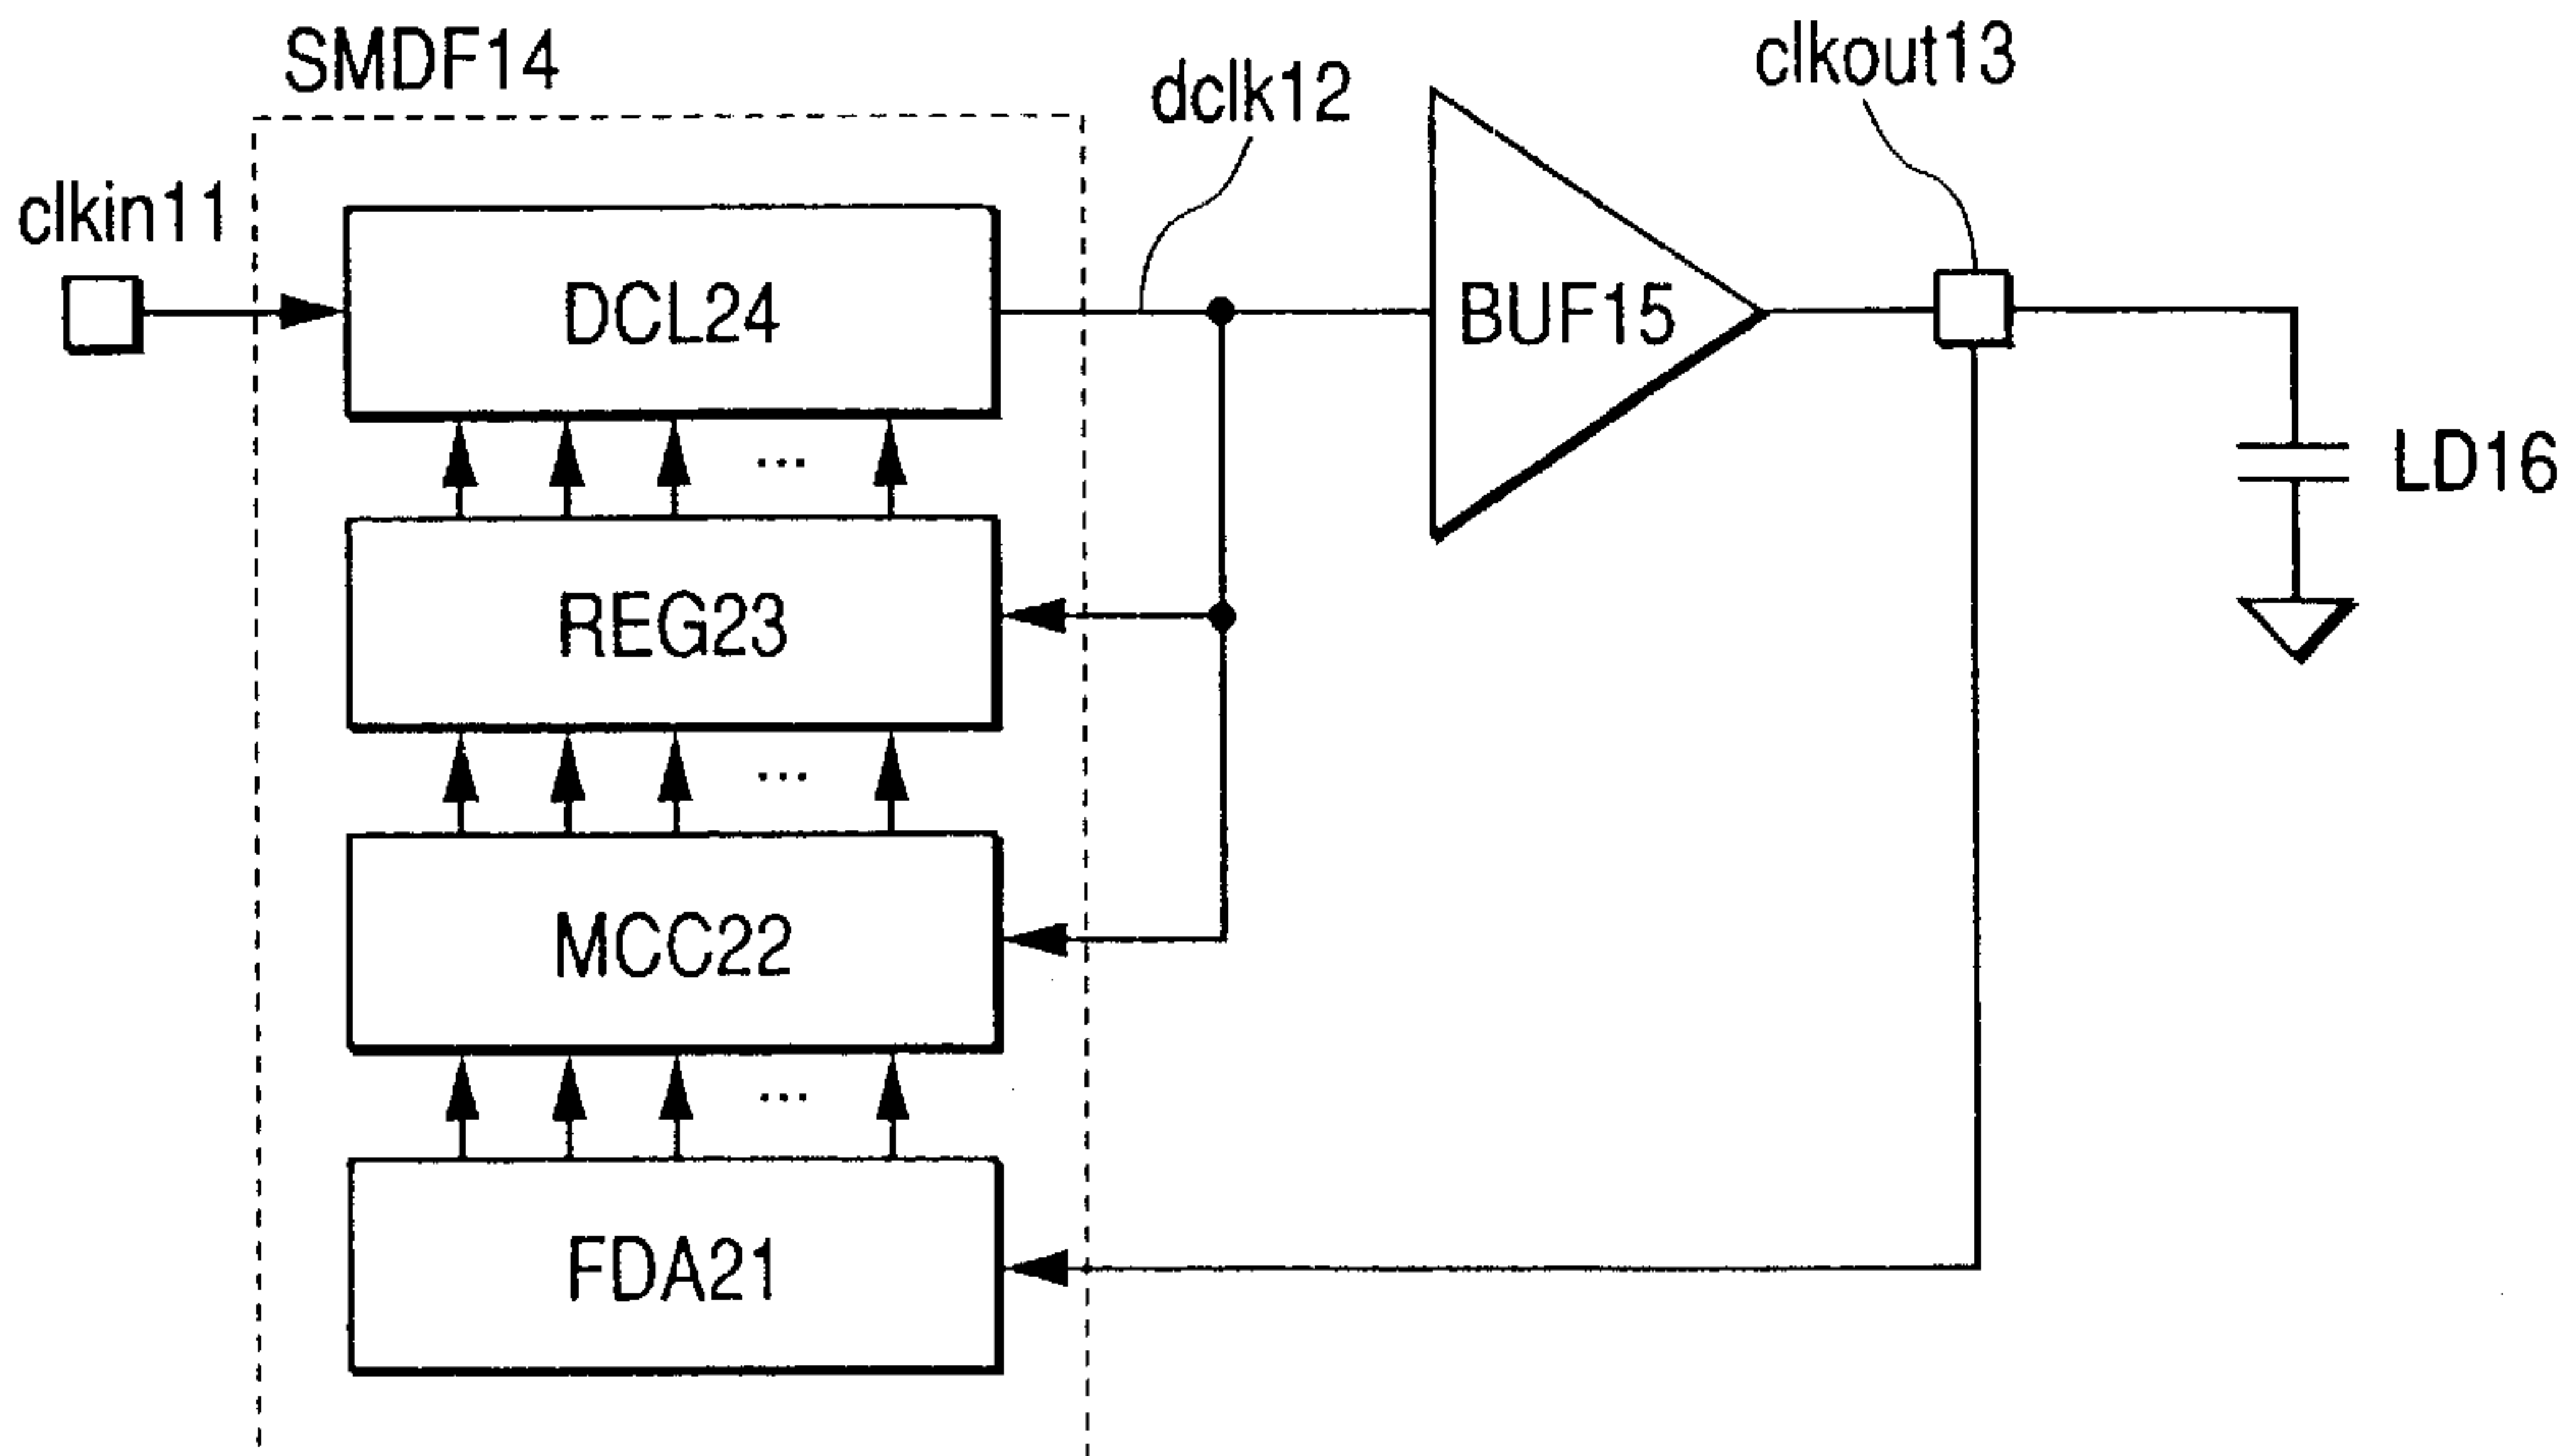 SMDF14
dclk12
clkout13
clkin11
DCL24
BUF15
...
LD16
REG23
...
MCC22
...
FDA21